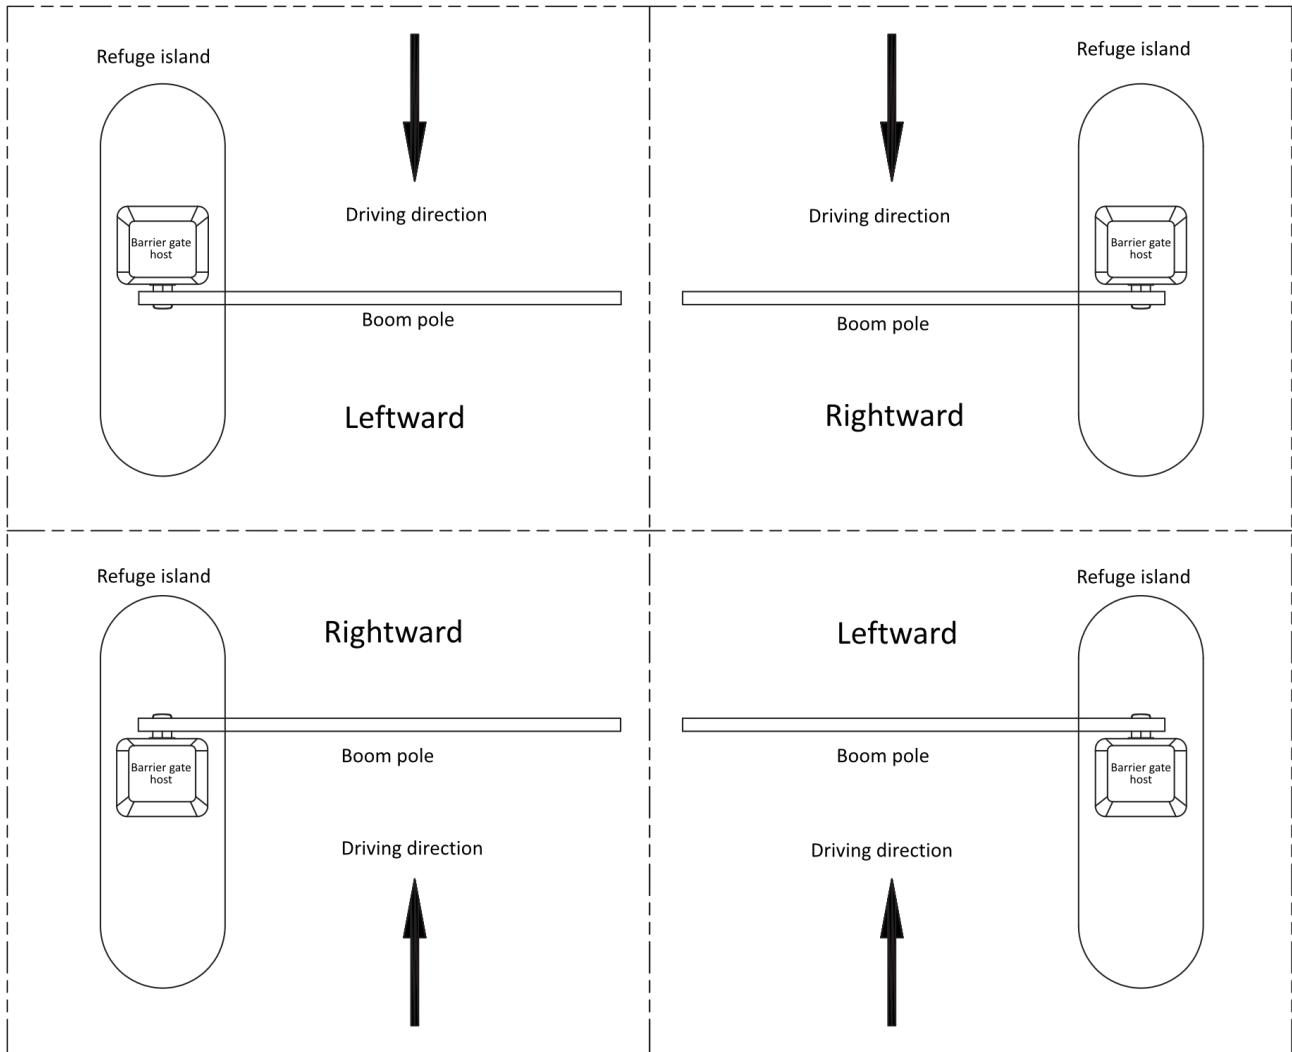 Refuge island
Driving direction
Barrier gate
host
Boom pole
Leftward
Refuge island
Driving direction
Barrier gate
host
Boom pole
Rightward
Refuge island
Rightward
Boom pole
Barrier gate
host
Driving direction
Refuge island
Leftward
Boom pole
Barrier gate
host
Driving direction